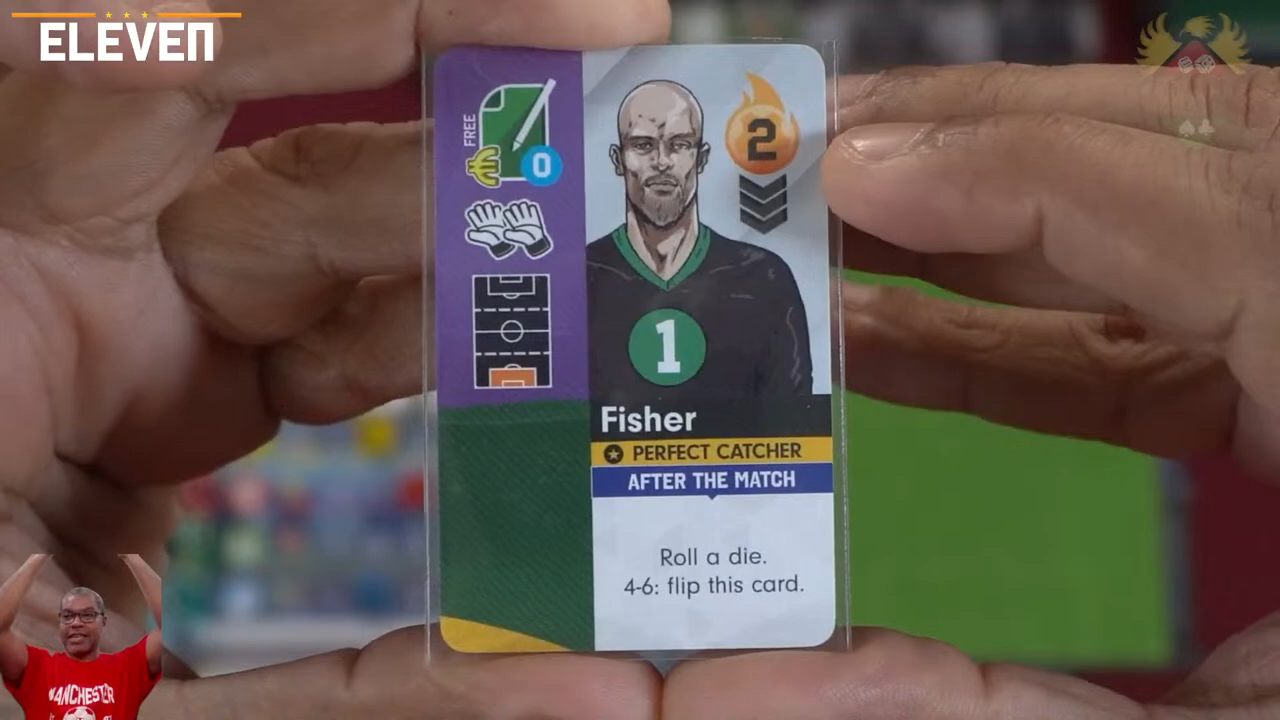 ELEVEN
FREE
€
0
2
1
Fisher
PERFECT CATCHER
AFTER THE MATCH
Roll a die.
4-6: flip this card.
MANCHESTER